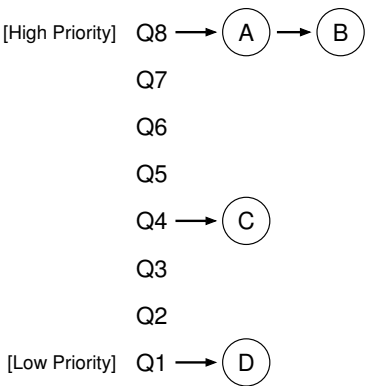 [High Priority] Q8 A B
Q7
Q6
Q5
Q4 C
Q3
Q2
[Low Priority] Q1 D